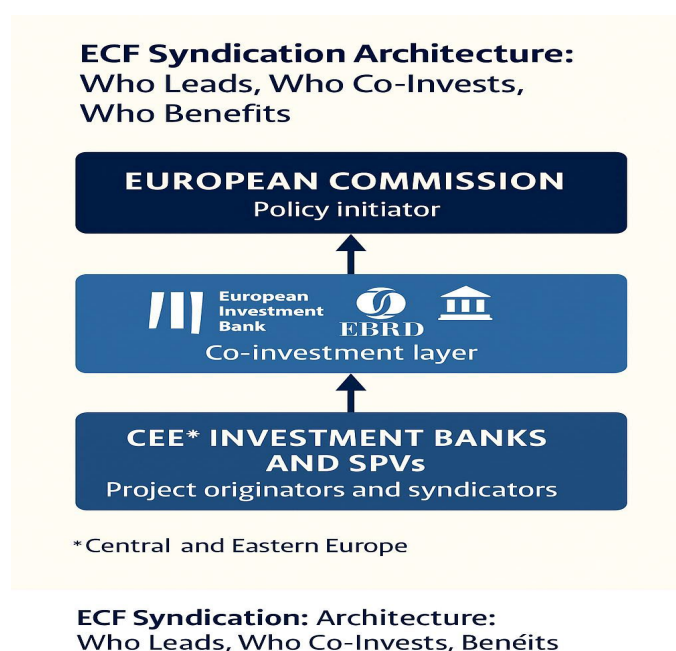 ECF Syndication Architecture:
Who Leads, Who Co-Invests,
Who Benefits
EUROPEAN COMMISSION
Policy initiator
European
Investment
Bank
EBRD
Co-investment layer
CEE* INVESTMENT BANKS
AND SPVs
Project originators and syndicators
*Central and Eastern Europe
ECF Syndication: Architecture:
Who Leads, Who Co-Invests, Benéits